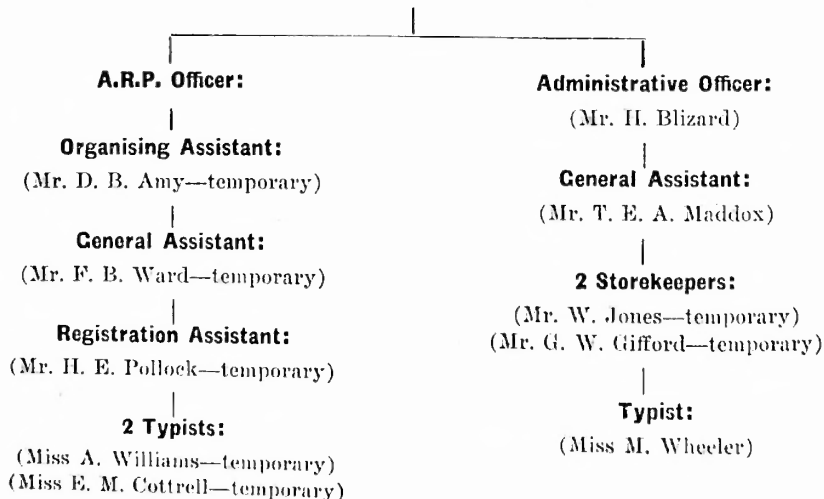 A.R.P. Officer:
Organising Assistant:
(Mr. D. B. Amy—temporary)
General Assistant:
(Mr. F. B. Ward—temporary)
Registration Assistant:
(Mr. H. E. Pollock—temporary)
2 Typists:
(Miss A. Williams—temporary)
(Miss E. M. Cottrell—temporary)
Administrative Officer:
(Mr. H. Blizard)
General Assistant:
(Mr. T. E. A. Maddox)
2 Storekeepers:
(Mr. W. Jones—temporary)
(Mr. G. W. Gifford—temporary)
Typist:
(Miss M. Wheeler)